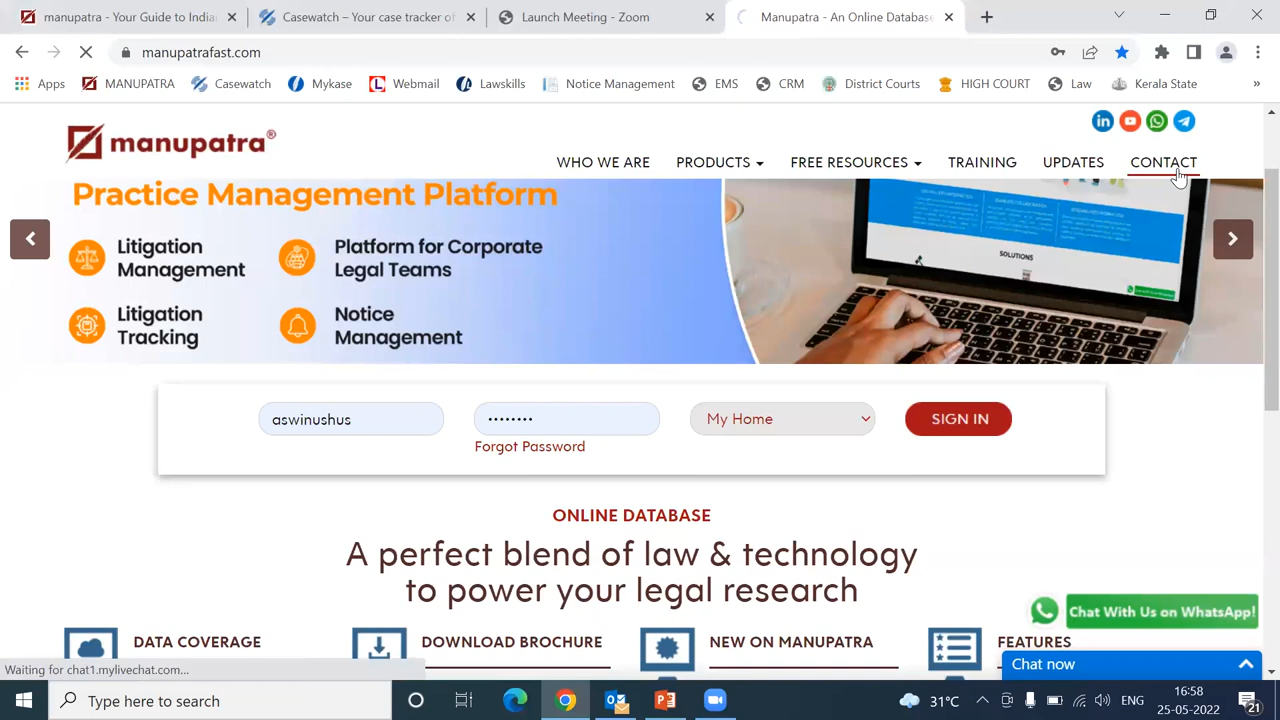 manupatra - Your Guide to India
Casewatch – Your case tracker of
Launch Meeting - Zoom
Manupatra - An Online Database
manupatrafast.com
Apps
MANUPATRA
Casewatch
Mykase
Webmail
Lawskills
Notice Management
EMS
CRM
District Courts
HIGH COURT
Law
Kerala State
»
manupatra®
WHO WE ARE
PRODUCTS
FREE RESOURCES
TRAINING
UPDATES
CONTACT
Practice Management Platform
Litigation
Management
Platform for Corporate
Legal Teams
Litigation
Tracking
Notice
Management
SOLUTIONS
aswinushus
••••••••
My Home
SIGN IN
Forgot Password
ONLINE DATABASE
A perfect blend of law & technology
to power your legal research
Chat With Us on WhatsApp!
DATA COVERAGE
DOWNLOAD BROCHURE
NEW ON MANUPATRA
FEATURES
Waiting for chat1.mylivechat.com...
Chat now
Type here to search
31°C
ENG
16:58
25-05-2022
21